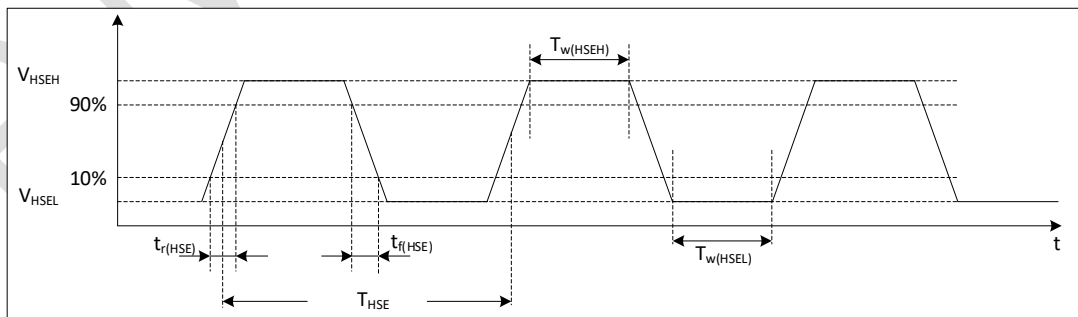 T_w(HSEH)
V_HSEH
90%
10%
V_HSEL
t_r(HSE)
t_f(HSE)
T_w(HSEL)
t
T_HSE